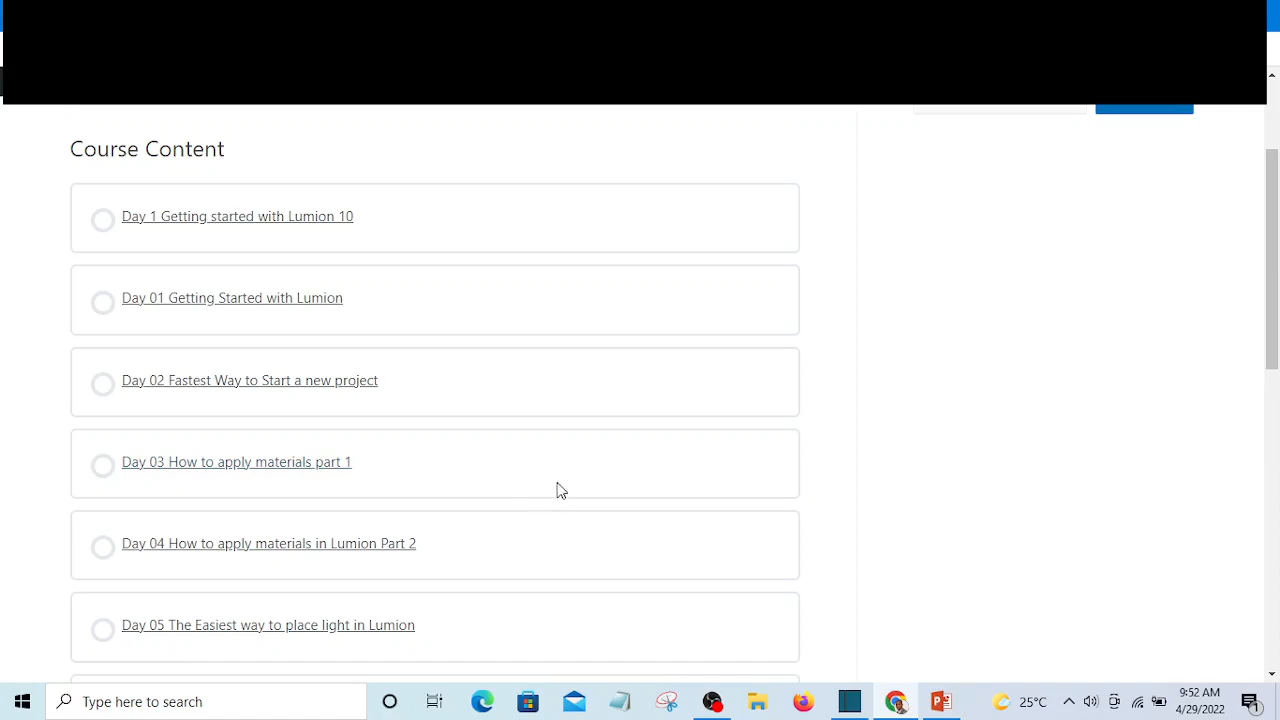 Course Content
Day 1 Getting started with Lumion 10
Day 01 Getting Started with Lumion
Day 02 Fastest Way to Start a new project
Day 03 How to apply materials part 1
Day 04 How to apply materials in Lumion Part 2
Day 05 The Easiest way to place light in Lumion
Type here to search
25°C
9:52 AM
4/29/2022
1